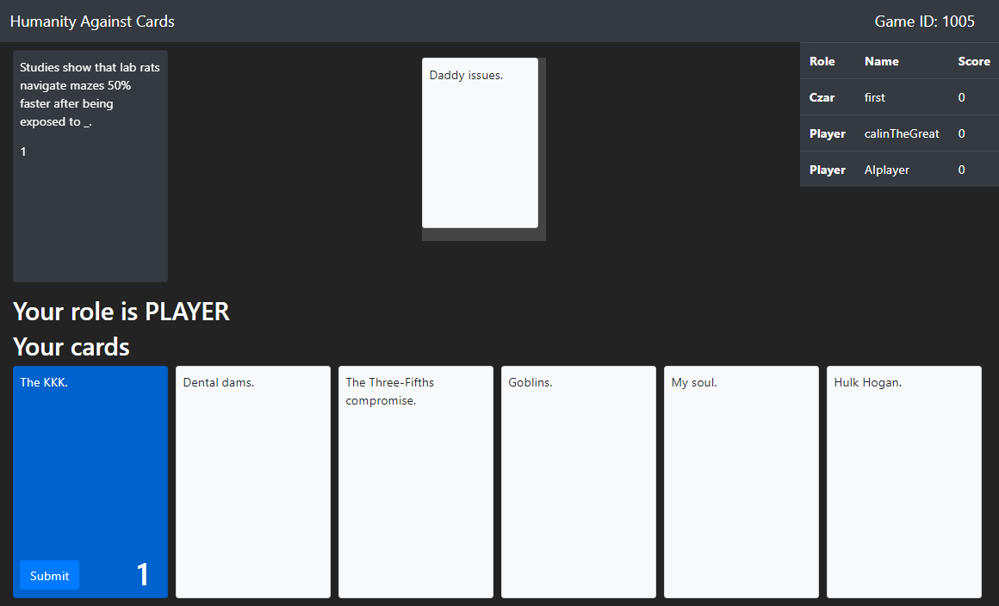 Humanity Against Cards
Game ID: 1005
Studies show that lab rats
navigate mazes 50%
faster after being
exposed to _.
1
Daddy issues.
Role Name Score
Czar first 0
Player calinTheGreat 0
Player AIplayer 0
Your role is PLAYER
Your cards
The KKK.
Submit 1
Dental dams.
The Three-Fifths
compromise.
Goblins.
My soul.
Hulk Hogan.